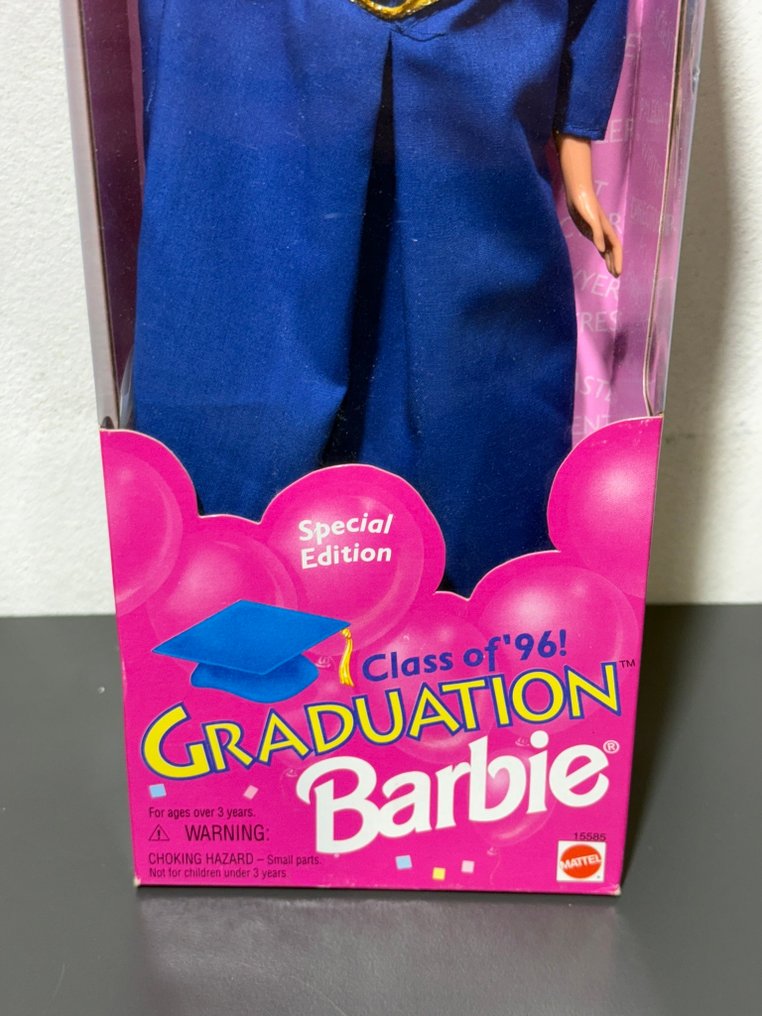 Special
Edition
Class of '96!
GRADUATION™
Barbie®
For ages over 3 years.
⚠ WARNING:
CHOKING HAZARD – Small parts.
Not for children under 3 years.
15585
MATTEL